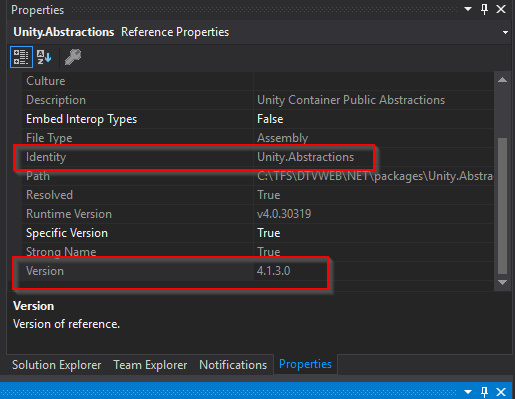 Properties
Unity.Abstractions Reference Properties
Culture
Description Unity Container Public Abstractions
Embed Interop Types False
File Type Assembly
Identity Unity.Abstractions
Path C:\TFS\DTVWEB\NET\packages\Unity.Abstra
Resolved True
Runtime Version v4.0.30319
Specific Version True
Strong Name True
Version 4.1.3.0
Version
Version of reference.
Solution Explorer Team Explorer Notifications Properties